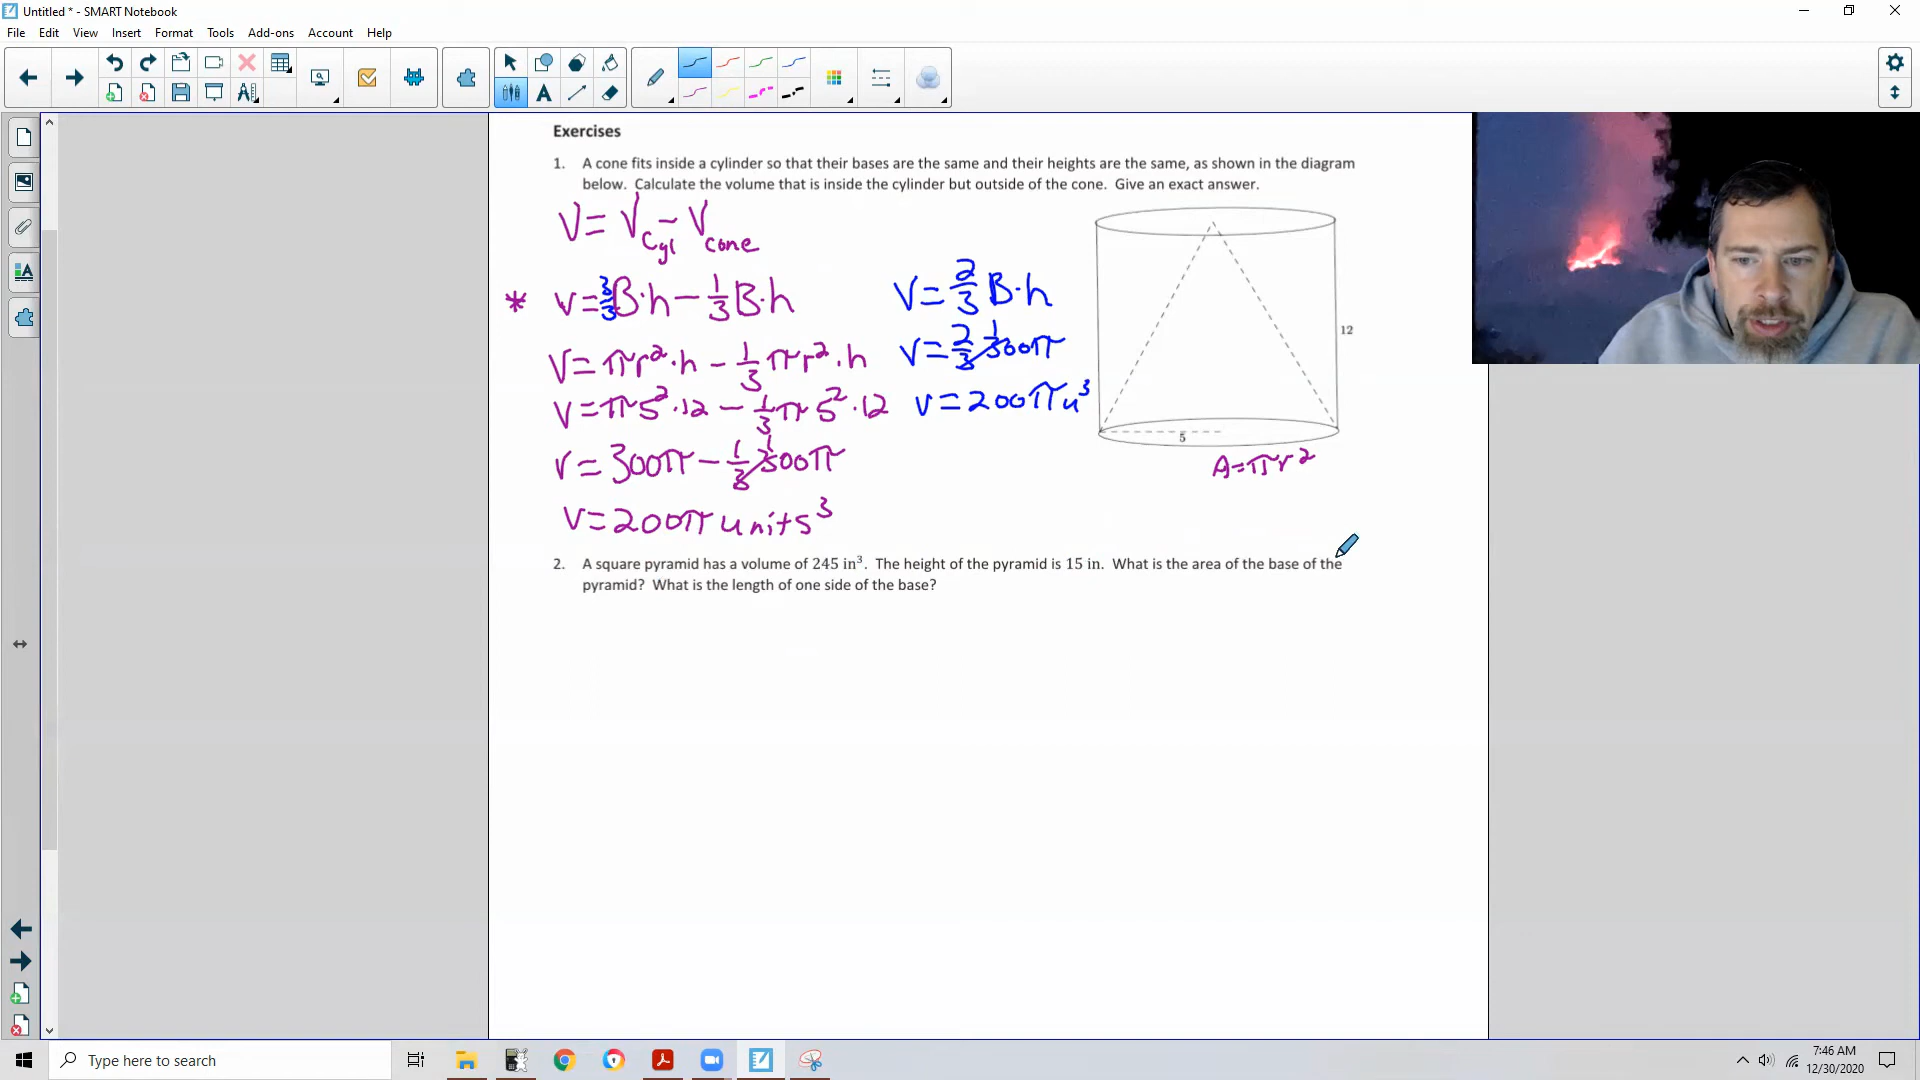 Untitled * - SMART Notebook
File Edit View Insert Format Tools Add-ons Account Help
Exercises
1. A cone fits inside a cylinder so that their bases are the same and their heights are the same, as shown in the diagram
below. Calculate the volume that is inside the cylinder but outside of the cone. Give an exact answer.
V = V_Cyl - V_cone
* V = 3/3 B·h - 1/3 B·h
V = πr²·h - 1/3 πr²·h
V = π5²·12 - 1/3 π5²·12
V = 300π - 1/3 300π
V = 200π units³
V = 2/3 B·h
V = 2/3 300π
V = 200π u³
12
5
A = πr²
2. A square pyramid has a volume of 245 in³. The height of the pyramid is 15 in. What is the area of the base of the
pyramid? What is the length of one side of the base?
Type here to search
7:46 AM
12/30/2020